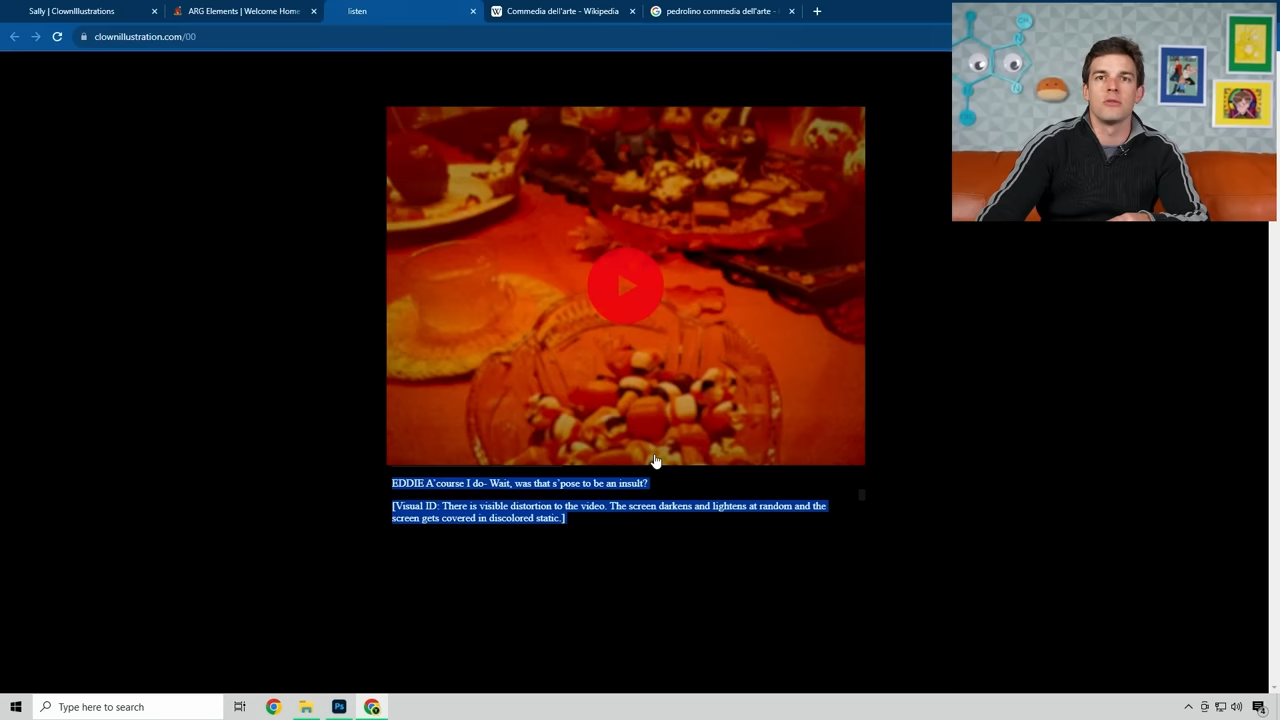 Sally | ClownIllustrations
ARG Elements | Welcome Home
listen
Commedia dell'arte - Wikipedia
pedrolino commedia dell'arte -
clownillustration.com/00
EDDIE A'course I do- Wait, was that s'pose to be an insult?
[Visual ID: There is visible distortion to the video. The screen darkens and lightens at random and the
screen gets covered in discolored static.]
Type here to search